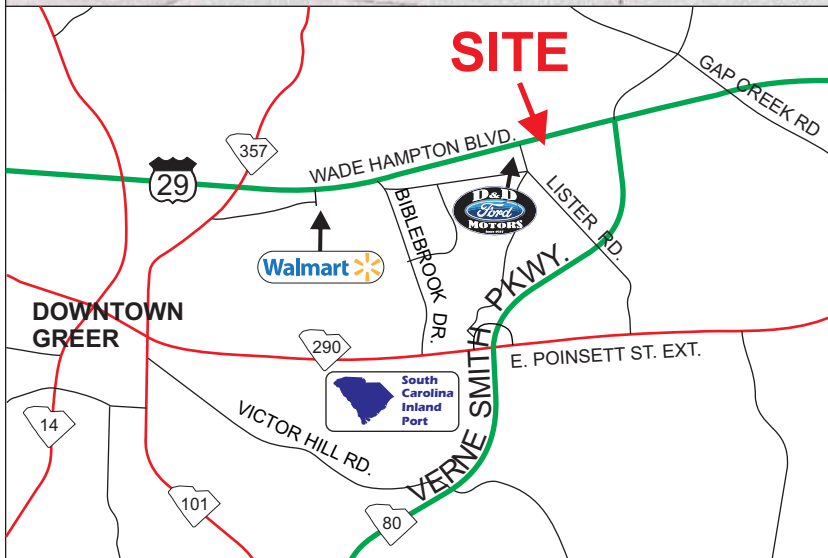 SITE
GAP CREEK RD
357
WADE HAMPTON BLVD.
29
D&D
Ford
MOTORS
LISTER RD.
BIBLEBROOK DR.
Walmart
VERNE SMITH PKWY.
DOWNTOWN
GREER
290
E. POINSETT ST. EXT.
South
Carolina
Inland
Port
14
VICTOR HILL RD.
101
80